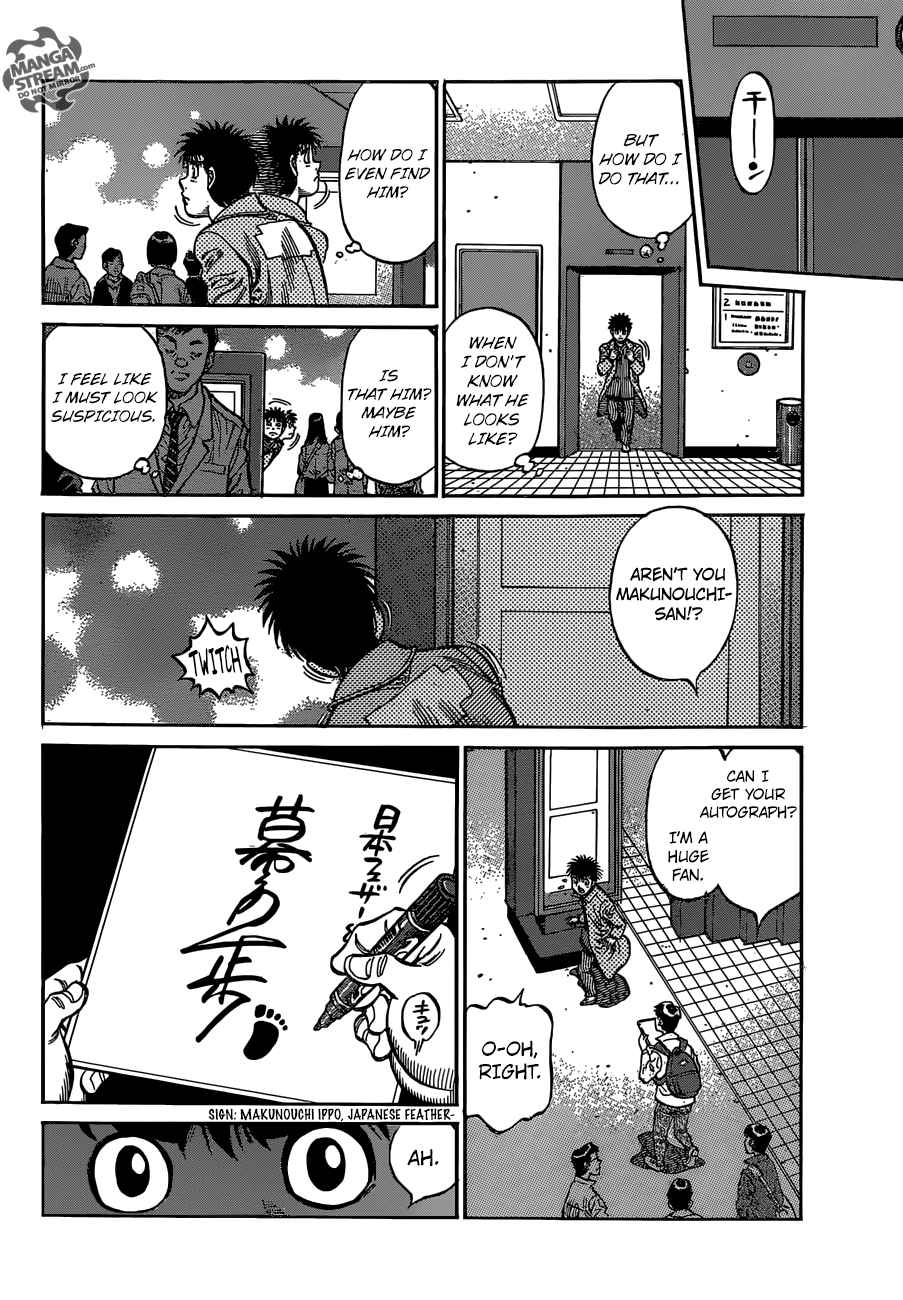 MANGA
STREAM.com
DO NOT MIRROR
チーン
BUT
HOW DO I
DO THAT...
WHEN
I DON'T
KNOW
WHAT HE
LOOKS
LIKE?
2
1
HOW DO I
EVEN FIND
HIM?
IS
THAT HIM?
MAYBE
HIM?
I FEEL LIKE
I MUST LOOK
SUSPICIOUS.
AREN'T YOU
MAKUNOUCHI-
SAN!?
TWITCH
CAN I
GET YOUR
AUTOGRAPH?
I'M A
HUGE
FAN.
O-OH,
RIGHT.
日本フェザー
幕の内一歩
キュッ
SIGN: MAKUNOUCHI IPPO, JAPANESE FEATHER-
AH.